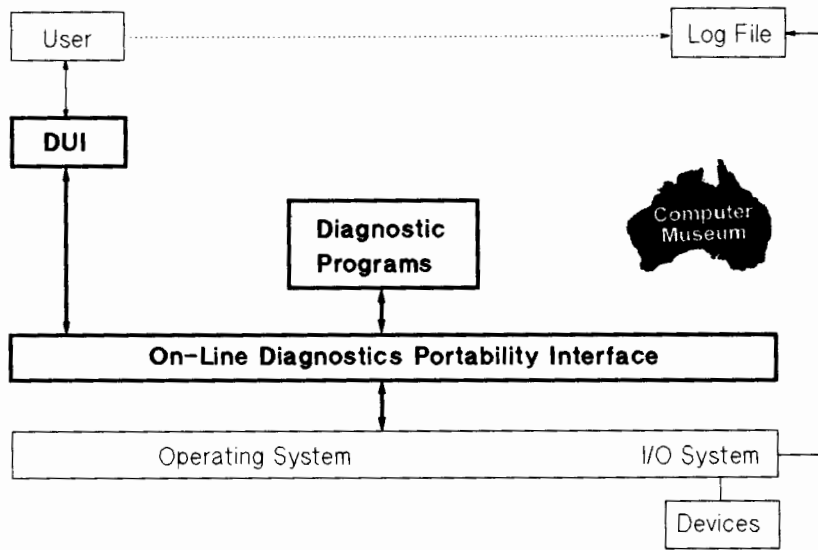 User
Log File
DUI
Computer
Museum
Diagnostic
Programs
On-Line Diagnostics Portability Interface
Operating System
I/O System
Devices